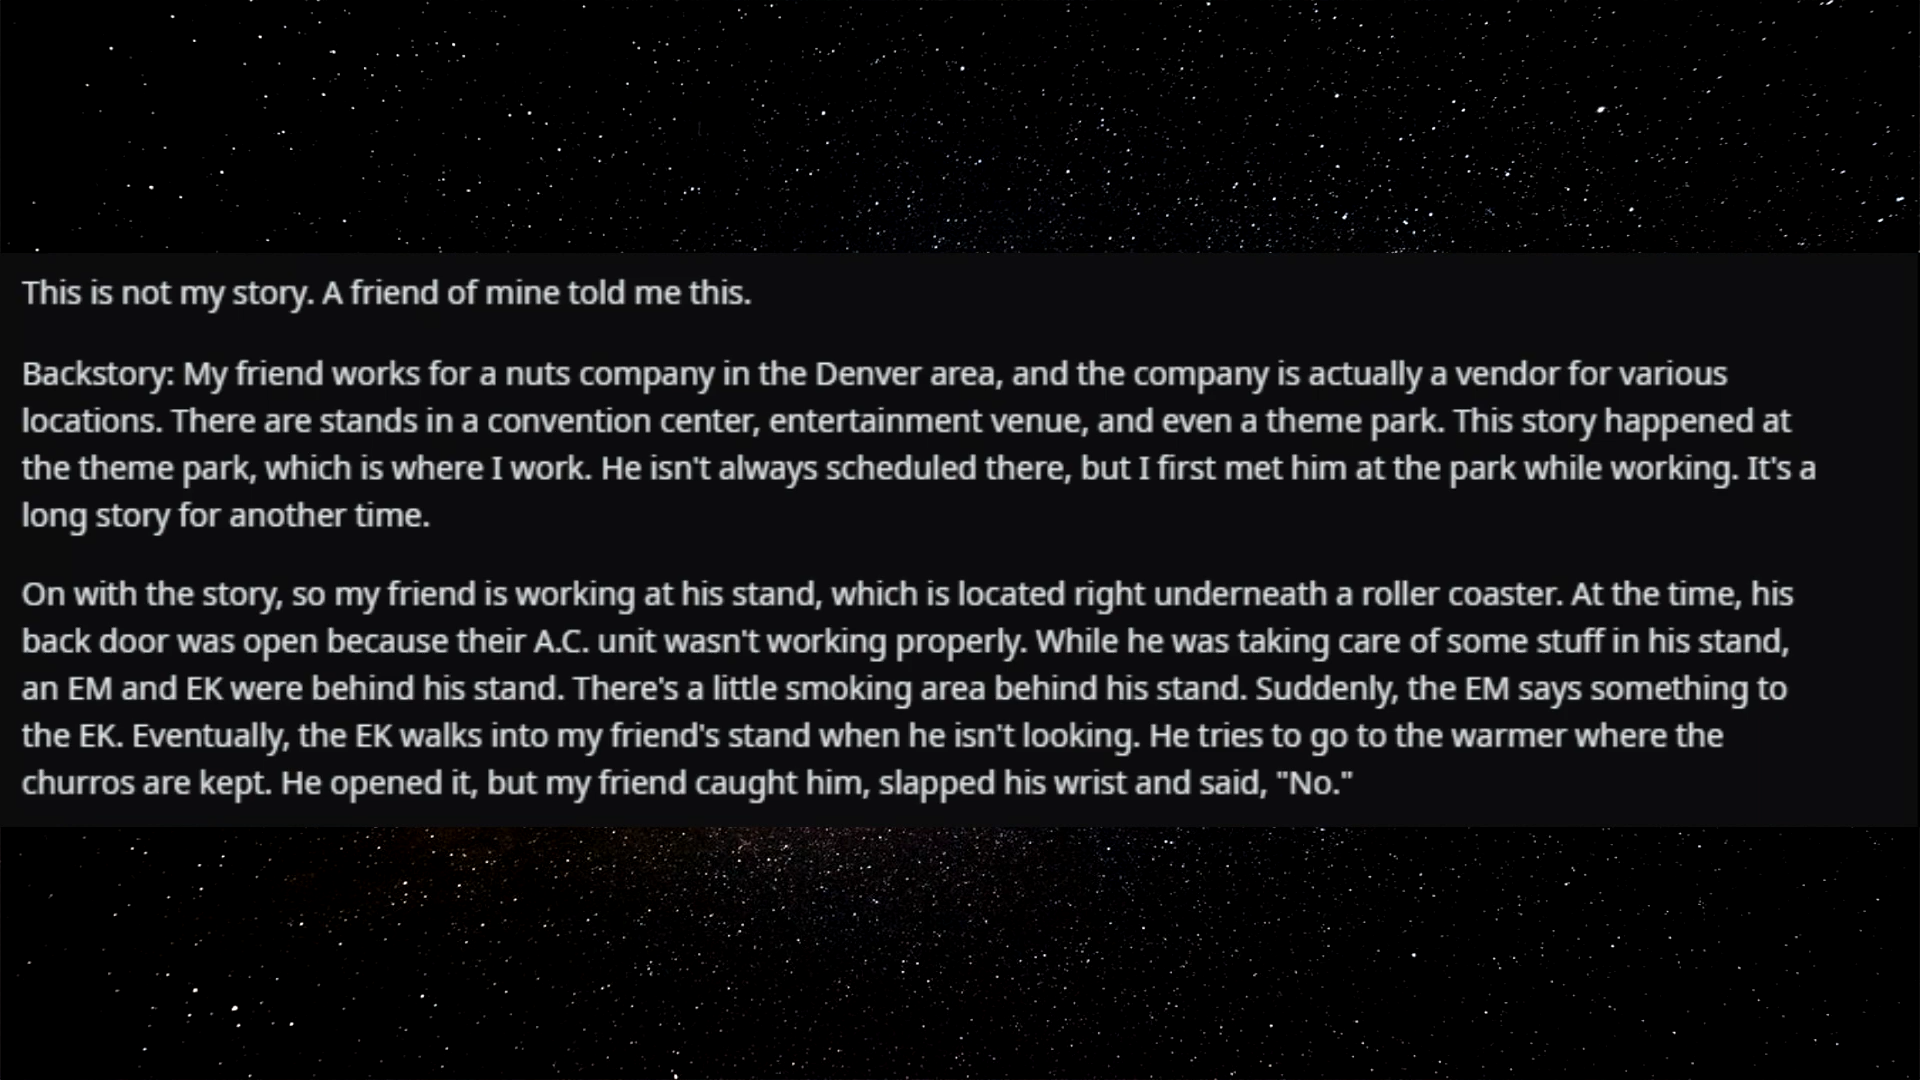 This is not my story. A friend of mine told me this.
Backstory: My friend works for a nuts company in the Denver area, and the company is actually a vendor for various
locations. There are stands in a convention center, entertainment venue, and even a theme park. This story happened at
the theme park, which is where I work. He isn't always scheduled there, but I first met him at the park while working. It's a
long story for another time.
On with the story, so my friend is working at his stand, which is located right underneath a roller coaster. At the time, his
back door was open because their A.C. unit wasn't working properly. While he was taking care of some stuff in his stand,
an EM and EK were behind his stand. There's a little smoking area behind his stand. Suddenly, the EM says something to
the EK. Eventually, the EK walks into my friend's stand when he isn't looking. He tries to go to the warmer where the
churros are kept. He opened it, but my friend caught him, slapped his wrist and said, "No."